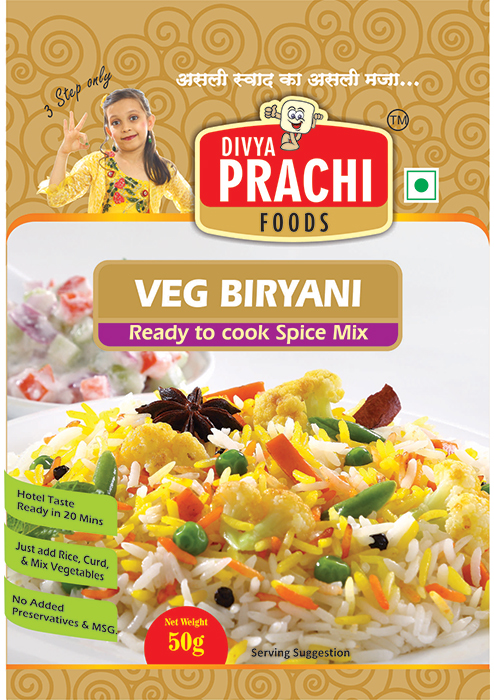 असली स्वाद का असली मजा...
3 Step only
TM
DIVYA
PRACHI
FOODS
VEG BIRYANI
Ready to cook Spice Mix
Hotel Taste
Ready in 20 Mins
Just add Rice, Curd,
& Mix Vegetables
No Added
Preservatives & MSG.
Net Weight
50g
Serving Suggestion